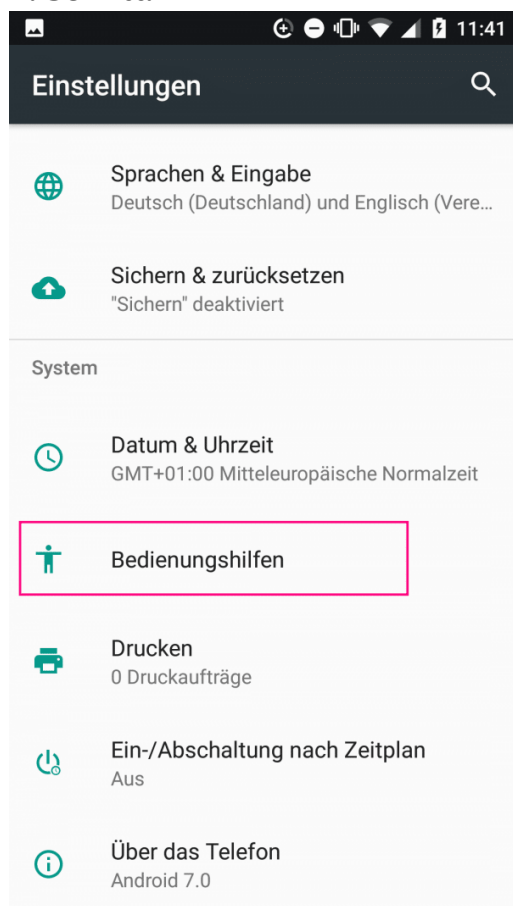 11:41
Einstellungen
Sprachen & Eingabe
Deutsch (Deutschland) und Englisch (Vere...
Sichern & zurücksetzen
"Sichern" deaktiviert
System
Datum & Uhrzeit
GMT+01:00 Mitteleuropäische Normalzeit
Bedienungshilfen
Drucken
0 Druckaufträge
Ein-/Abschaltung nach Zeitplan
Aus
Über das Telefon
Android 7.0